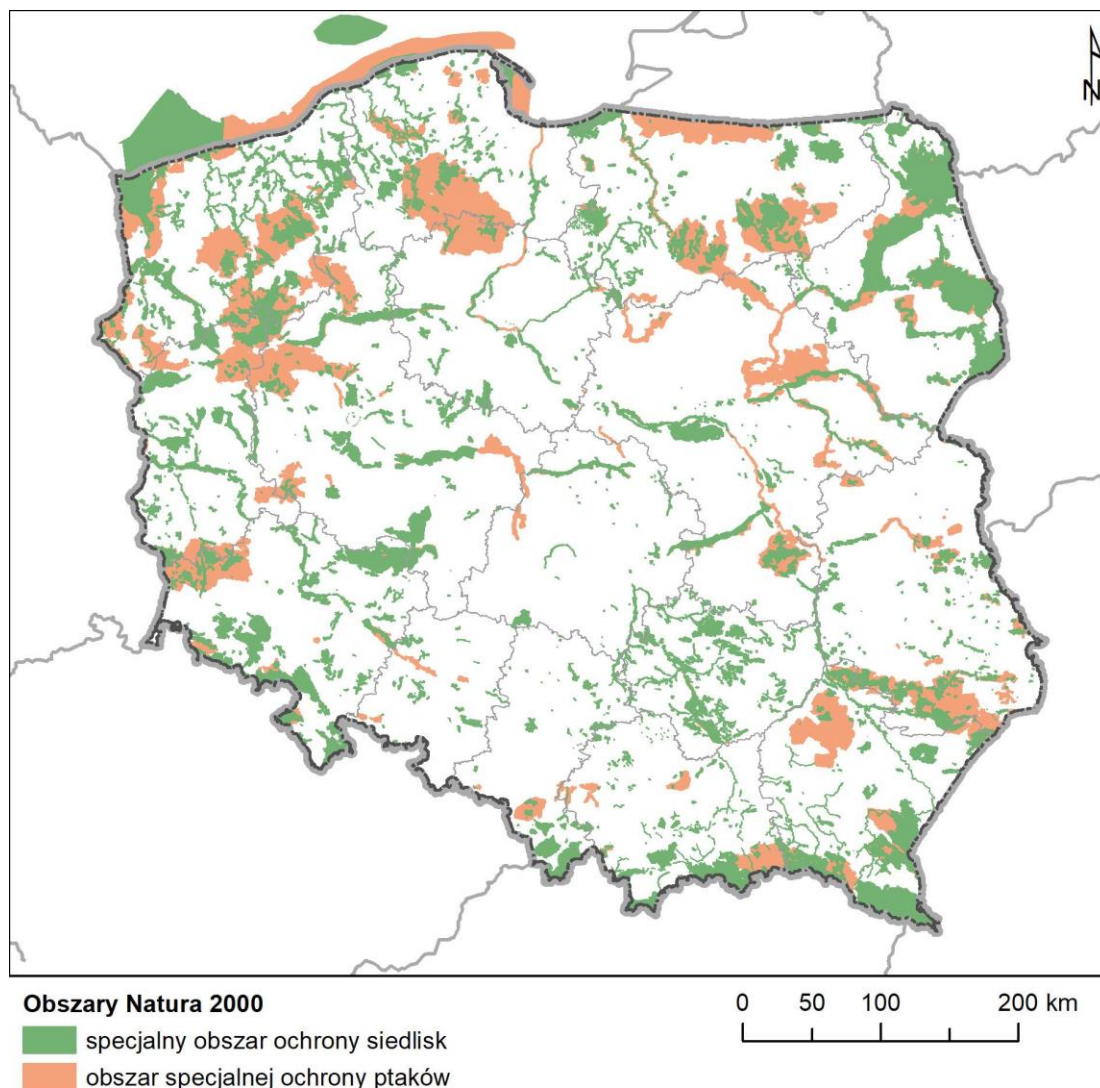 N
Obszary Natura 2000
specjalny obszar ochrony siedlisk
obszar specjalnej ochrony ptaków
0 50 100 200 km